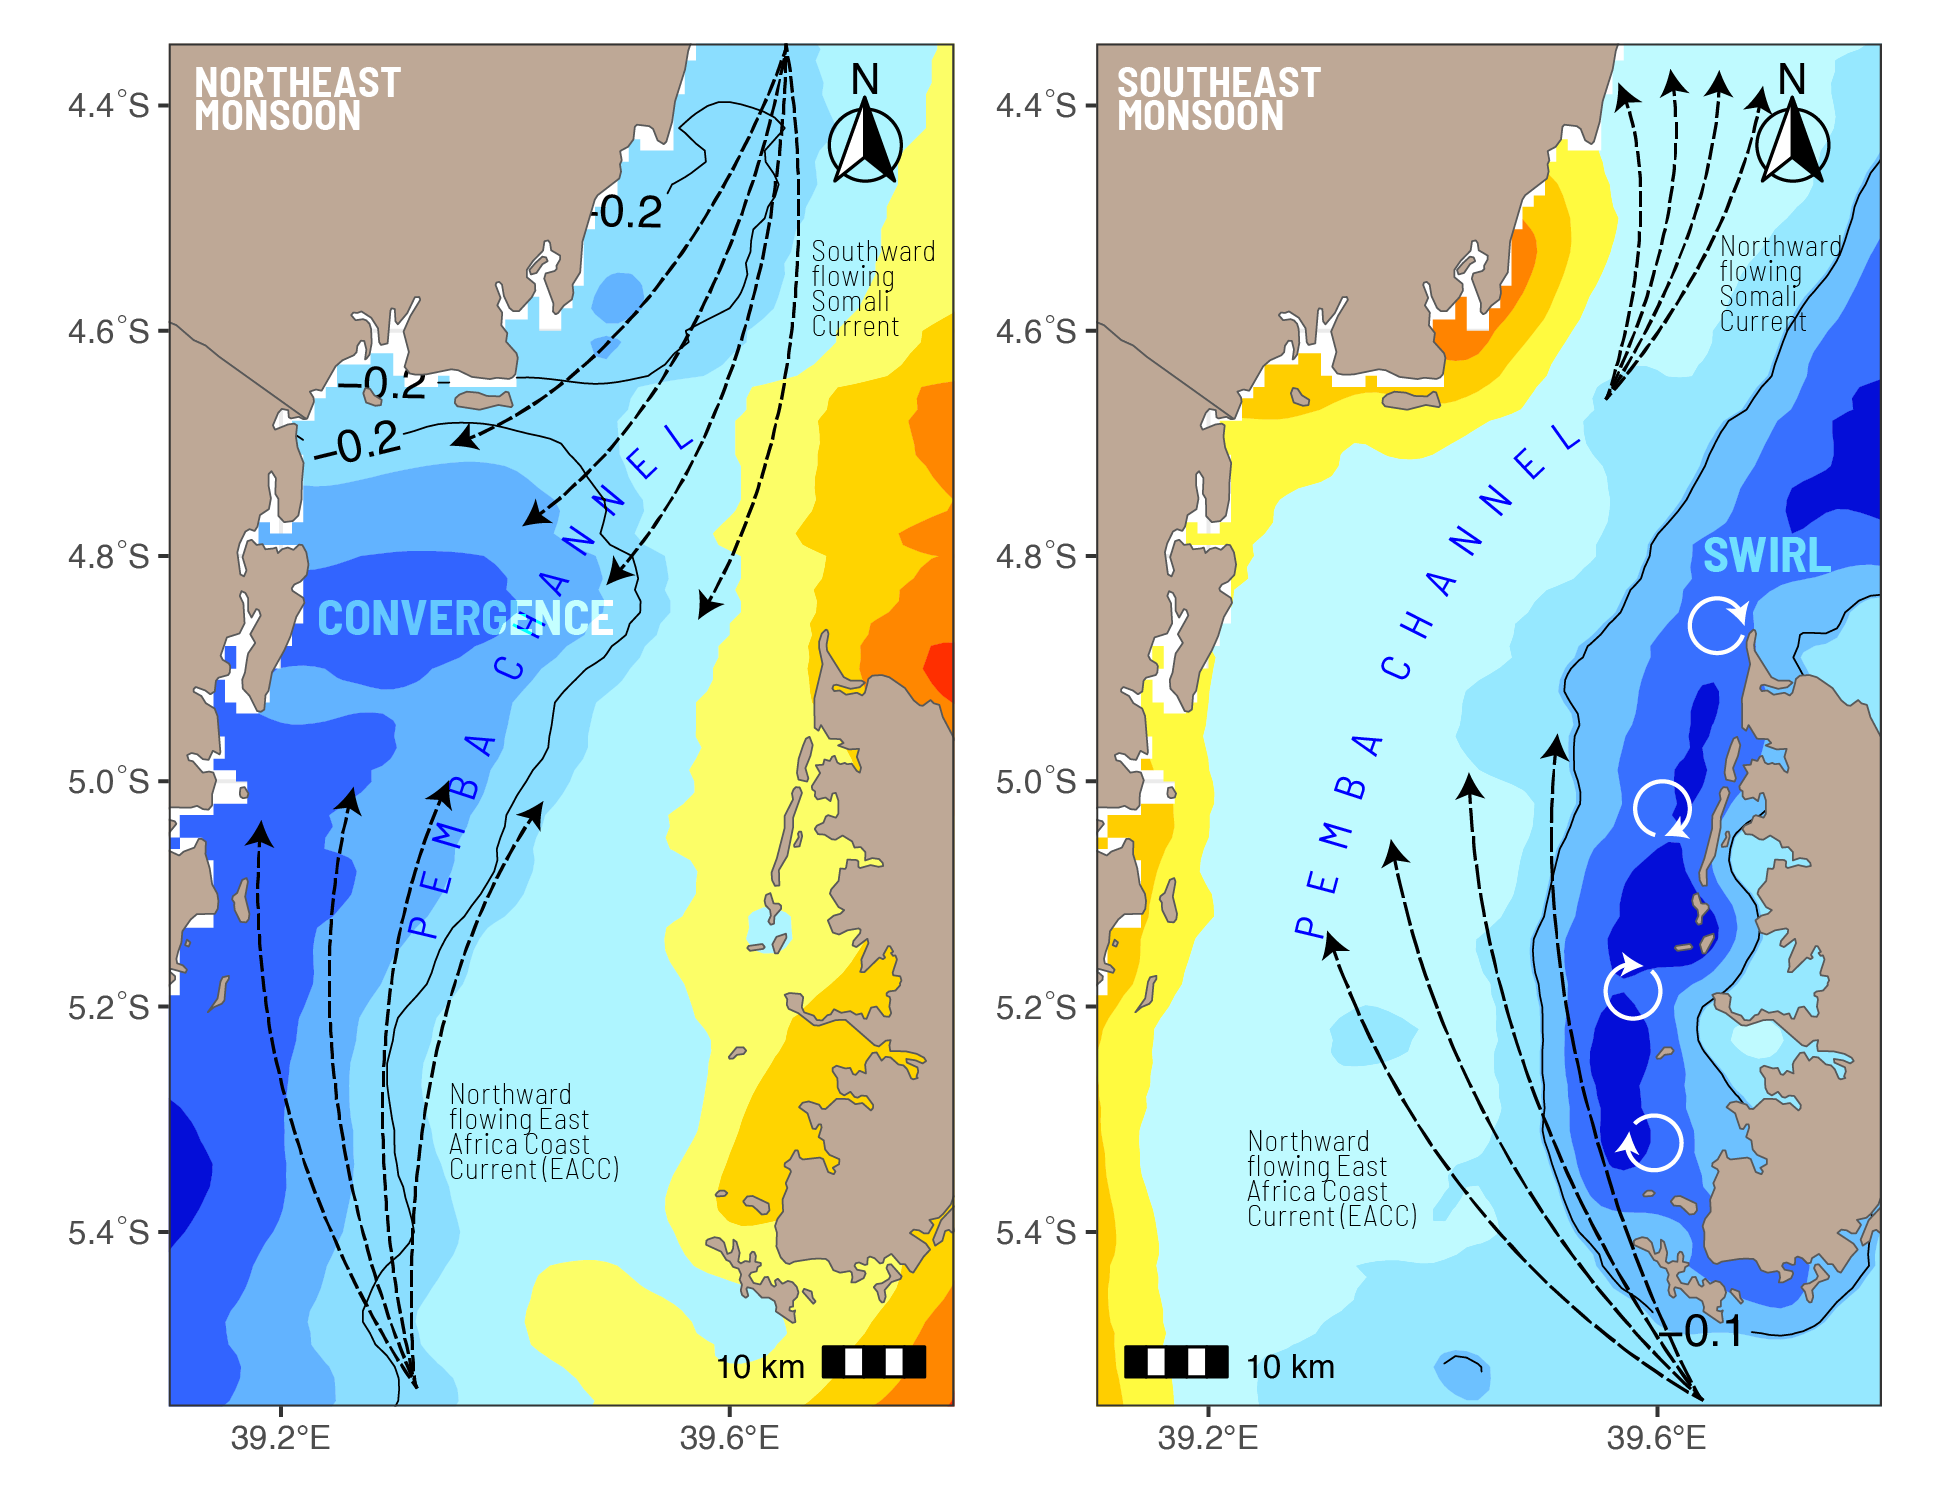 NORTHEAST
MONSOON
N
-0.2
Southward
flowing
Somali
Current
−0.2
−0.2
PEMBA CHANNEL
CONVERGENCE
Northward
flowing East
Africa Coast
Current (EACC)
10 km
4.4°S
4.6°S
4.8°S
5.0°S
5.2°S
5.4°S
39.2°E
39.6°E
SOUTHEAST
MONSOON
N
Northward
flowing
Somali
Current
PEMBA CHANNEL
SWIRL
Northward
flowing East
Africa Coast
Current (EACC)
−0.1
10 km
4.4°S
4.6°S
4.8°S
5.0°S
5.2°S
5.4°S
39.2°E
39.6°E